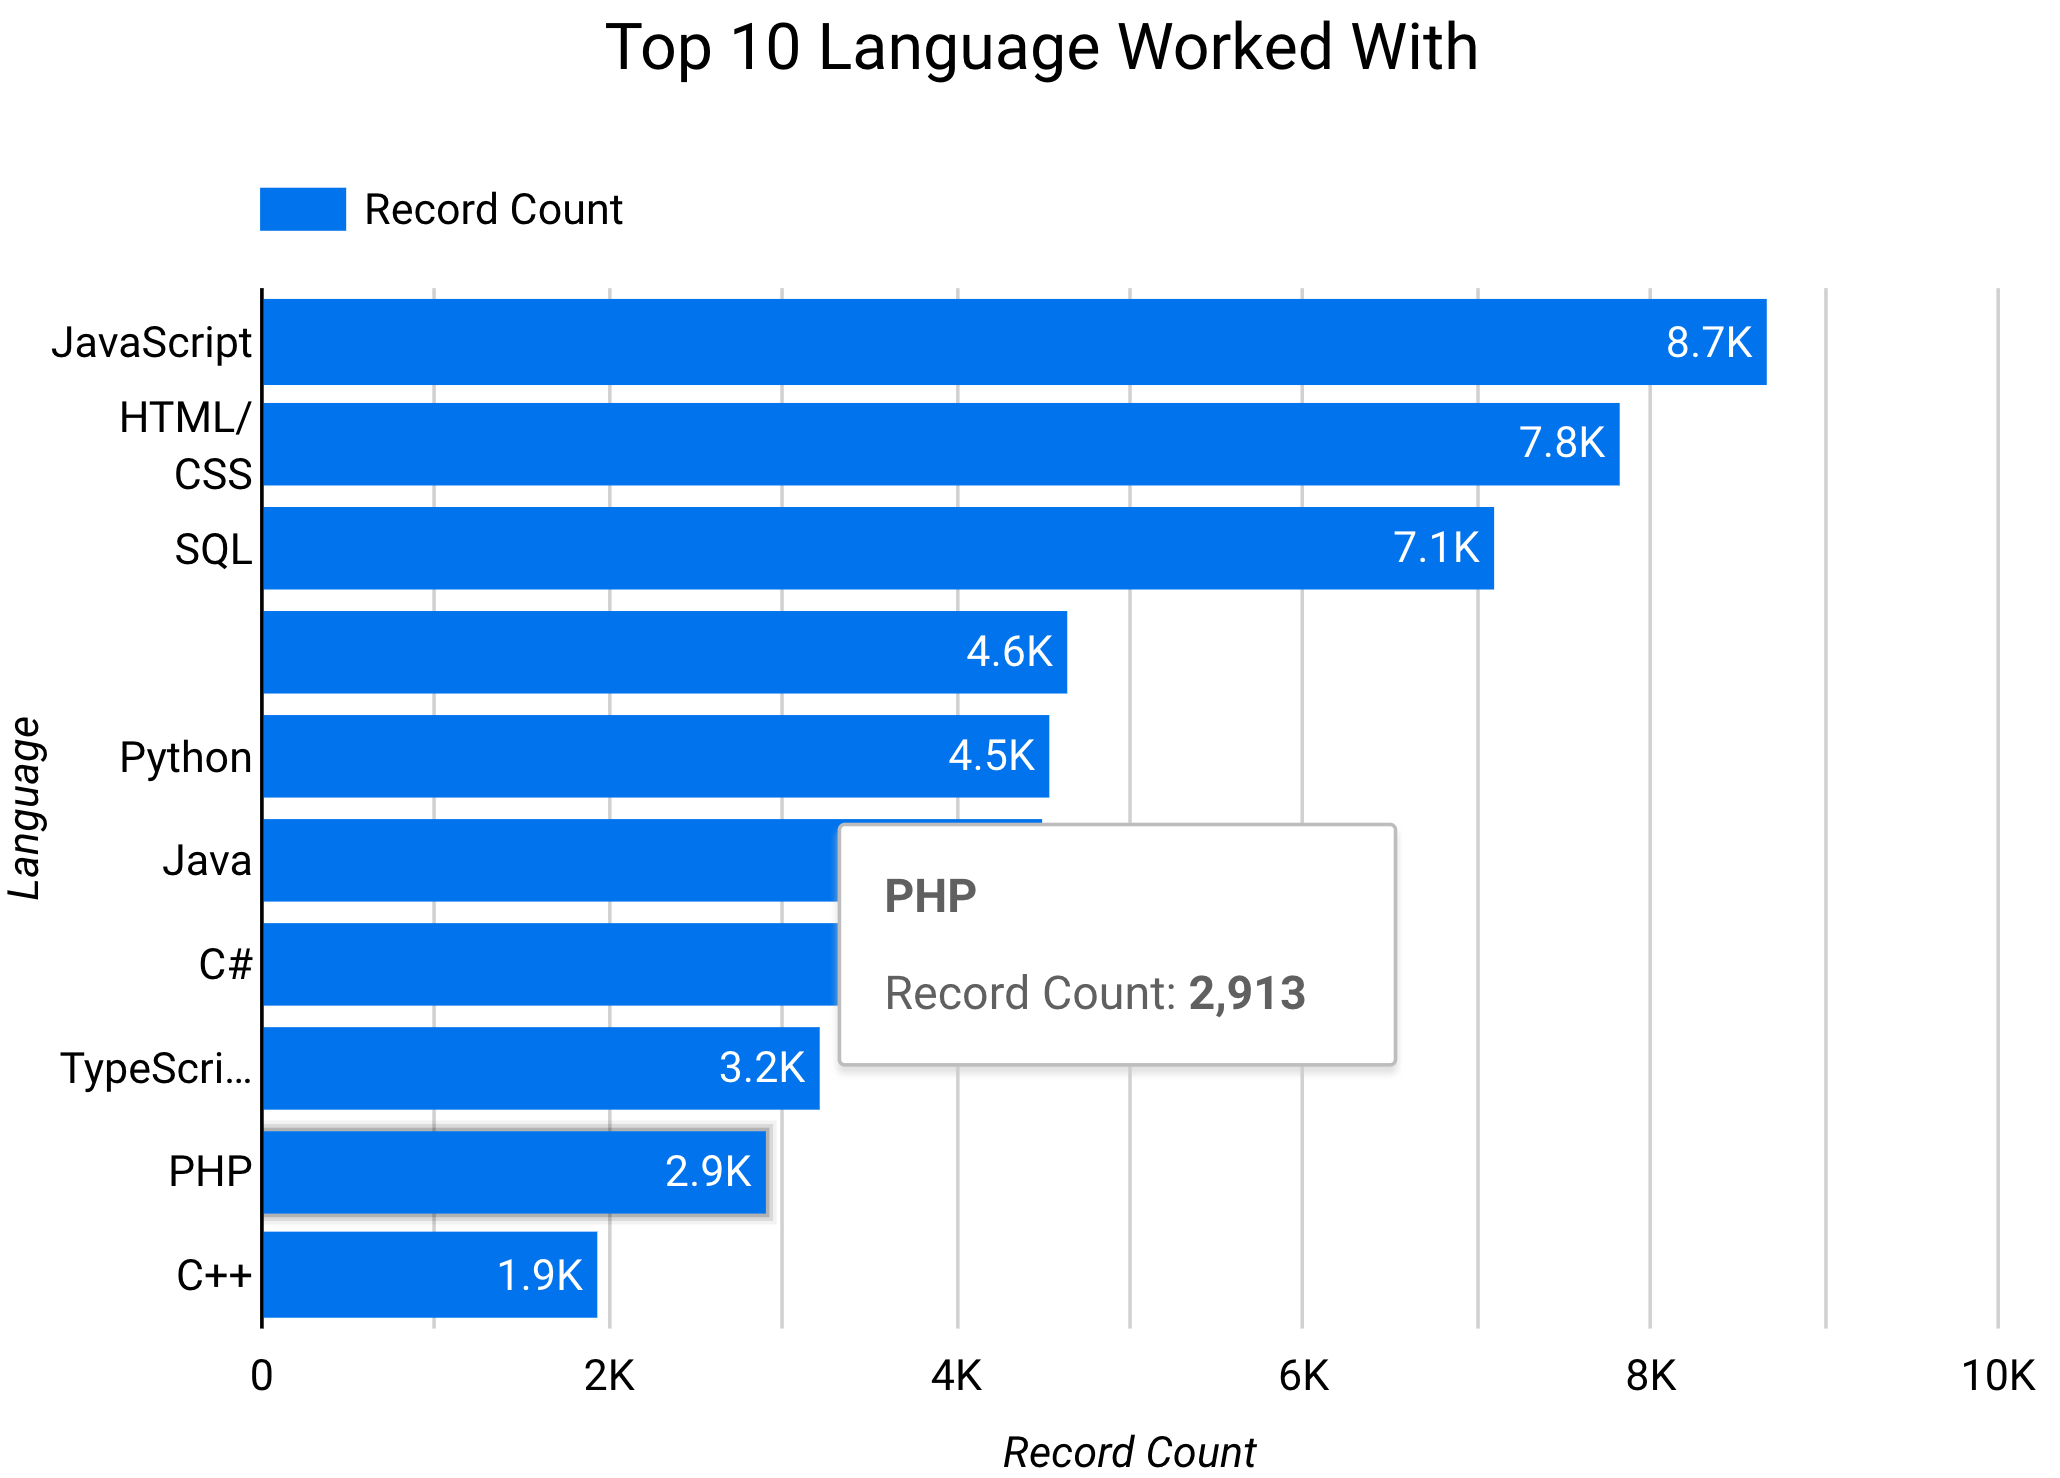 Top 10 Language Worked With
Record Count
JavaScript
8.7K
HTML/
CSS
7.8K
SQL
7.1K
4.6K
Python
4.5K
Java
C#
TypeScri...
3.2K
PHP
2.9K
C++
1.9K
PHP
Record Count: 2,913
Language
0 2K 4K 6K 8K 10K
Record Count